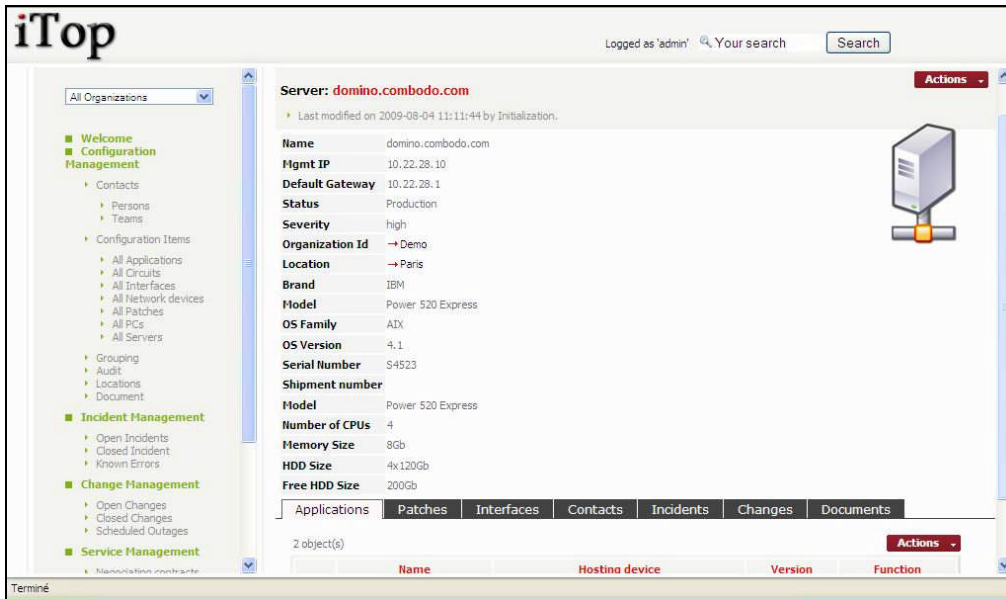 iTop
Logged as 'admin' Your search Search
All Organizations
Welcome
Configuration
Management
Contacts
Persons
Teams
Configuration Items
All Applications
All Circuits
All Interfaces
All Network devices
All Patches
All PCs
All Servers
Grouping
Audit
Locations
Document
Incident Management
Open Incidents
Closed Incident
Known Errors
Change Management
Open Changes
Closed Changes
Scheduled Outages
Service Management
Negociating contracts
Actions
Server: domino.combodo.com
Last modified on 2009-08-04 11:11:44 by Initialization.
Name domino.combodo.com
Mgmt IP 10.22.28.10
Default Gateway 10.22.28.1
Status Production
Severity high
Organization Id → Demo
Location → Paris
Brand IBM
Model Power 520 Express
OS Family AIX
OS Version 4.1
Serial Number S4523
Shipment number
Model Power 520 Express
Number of CPUs 4
Memory Size 8Gb
HDD Size 4x120Gb
Free HDD Size 200Gb
Applications Patches Interfaces Contacts Incidents Changes Documents
2 object(s) Actions
Name Hosting device Version Function
Terminé